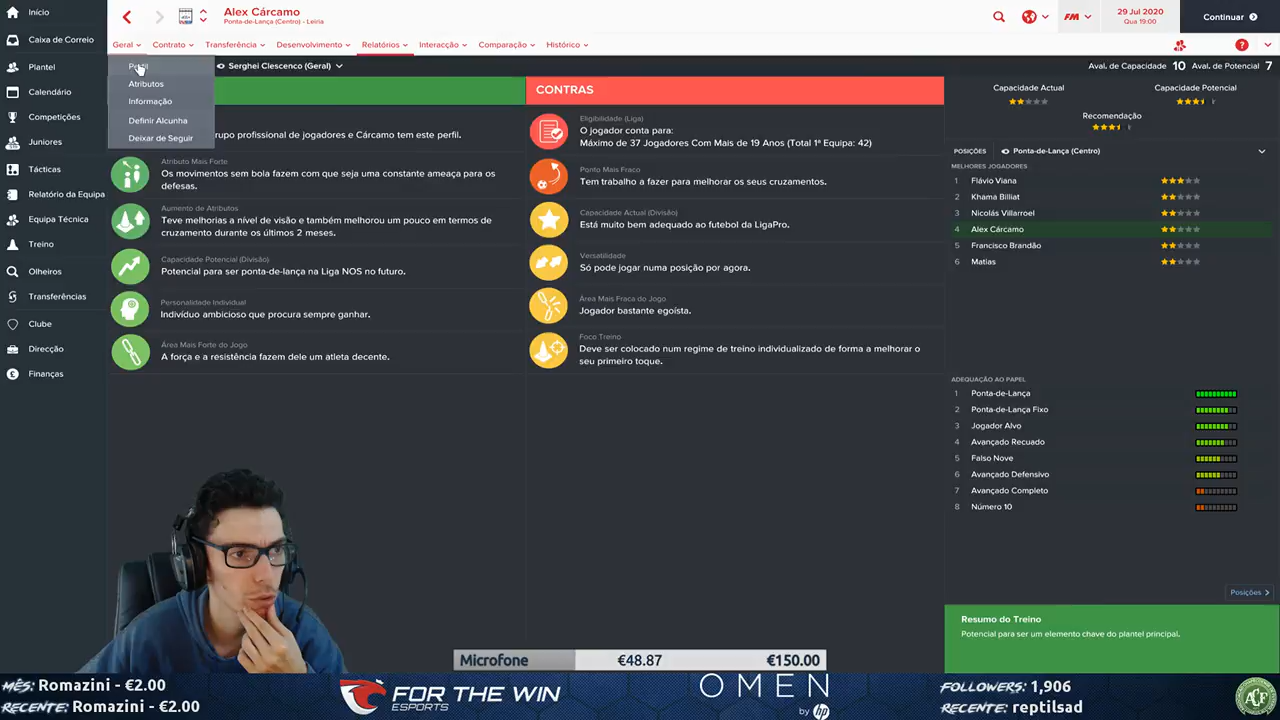 Início
Caixa de Correio
Plantel
Calendário
Competições
Juniores
Tácticas
Relatório da Equipa
Equipa Técnica
Treino
Olheiros
Transferências
Clube
Direcção
Finanças
Alex Cárcamo
Ponta-de-Lança (Centro) - Leiria
FM
29 Jul 2020
Qua 19:00
Continuar
Geral
Contrato
Transferência
Desenvolvimento
Relatórios
Interacção
Comparação
Histórico
Perfil
Atributos
Informação
Definir Alcunha
Deixar de Seguir
Serghei Clescenco (Geral)
Aval. de Capacidade 10 Aval. de Potencial 7
rupo profissional de jogadores e Cárcamo tem este perfil.
Atributo Mais Forte
Os movimentos sem bola fazem com que seja uma constante ameaça para os
defesas.
Aumento de Atributos
Teve melhorias a nível de visão e também melhorou um pouco em termos de
cruzamento durante os últimos 2 meses.
Capacidade Potencial (Divisão)
Potencial para ser ponta-de-lança na Liga NOS no futuro.
Personalidade Individual
Indivíduo ambicioso que procura sempre ganhar.
Área Mais Forte do Jogo
A força e a resistência fazem dele um atleta decente.
CONTRAS
Eligibilidade (Liga)
O jogador conta para:
Máximo de 37 Jogadores Com Mais de 19 Anos (Total 1ª Equipa: 42)
Ponto Mais Fraco
Tem trabalho a fazer para melhorar os seus cruzamentos.
Capacidade Actual (Divisão)
Está muito bem adequado ao futebol da LigaPro.
Versatilidade
Só pode jogar numa posição por agora.
Área Mais Fraca do Jogo
Jogador bastante egoísta.
Foco Treino
Deve ser colocado num regime de treino individualizado de forma a melhorar o
seu primeiro toque.
Capacidade Actual
Capacidade Potencial
Recomendação
POSIÇÕES Ponta-de-Lança (Centro)
MELHORES JOGADORES
1 Flávio Viana
2 Khama Billiat
3 Nicolás Villarroel
4 Alex Cárcamo
5 Francisco Brandão
6 Matias
ADEQUAÇÃO AO PAPEL
1 Ponta-de-Lança
2 Ponta-de-Lança Fixo
3 Jogador Alvo
4 Avançado Recuado
5 Falso Nove
6 Avançado Defensivo
7 Avançado Completo
8 Número 10
Posições
Resumo do Treino
Potencial para ser um elemento chave do plantel principal.
Microfone €48.87 €150.00
MÊS: Romazini - €2.00
RECENTE: Romazini - €2.00
FOR THE WIN
ESPORTS
OMEN
by hp
FOLLOWERS: 1,906
RECENTE: reptilsad
ACF